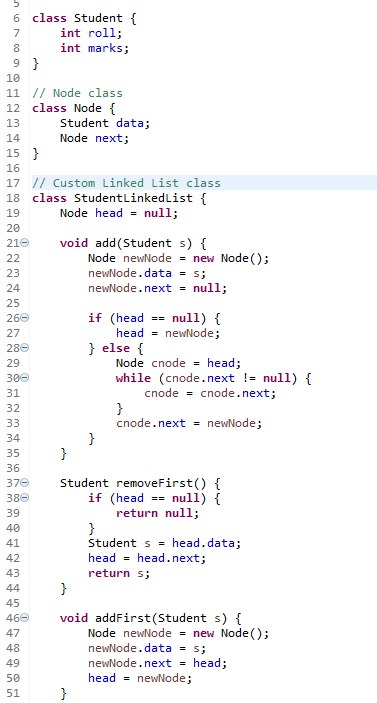 5
6 class Student {
7     int roll;
8     int marks;
9 }
10
11 // Node class
12 class Node {
13     Student data;
14     Node next;
15 }
16
17 // Custom Linked List class
18 class StudentLinkedList {
19     Node head = null;
20
21     void add(Student s) {
22         Node newNode = new Node();
23         newNode.data = s;
24         newNode.next = null;
25
26         if (head == null) {
27             head = newNode;
28         } else {
29             Node cnode = head;
30             while (cnode.next != null) {
31                 cnode = cnode.next;
32             }
33             cnode.next = newNode;
34         }
35     }
36
37     Student removeFirst() {
38         if (head == null) {
39             return null;
40         }
41         Student s = head.data;
42         head = head.next;
43         return s;
44     }
45
46     void addFirst(Student s) {
47         Node newNode = new Node();
48         newNode.data = s;
49         newNode.next = head;
50         head = newNode;
51     }